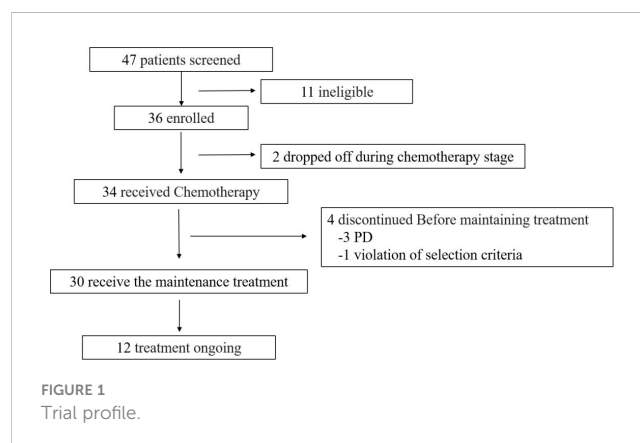 47 patients screened
11 ineligible
36 enrolled
2 dropped off during chemotherapy stage
34 received Chemotherapy
4 discontinued Before maintaining treatment
-3 PD
-1 violation of selection criteria
30 receive the maintenance treatment
12 treatment ongoing
FIGURE 1
Trial profile.